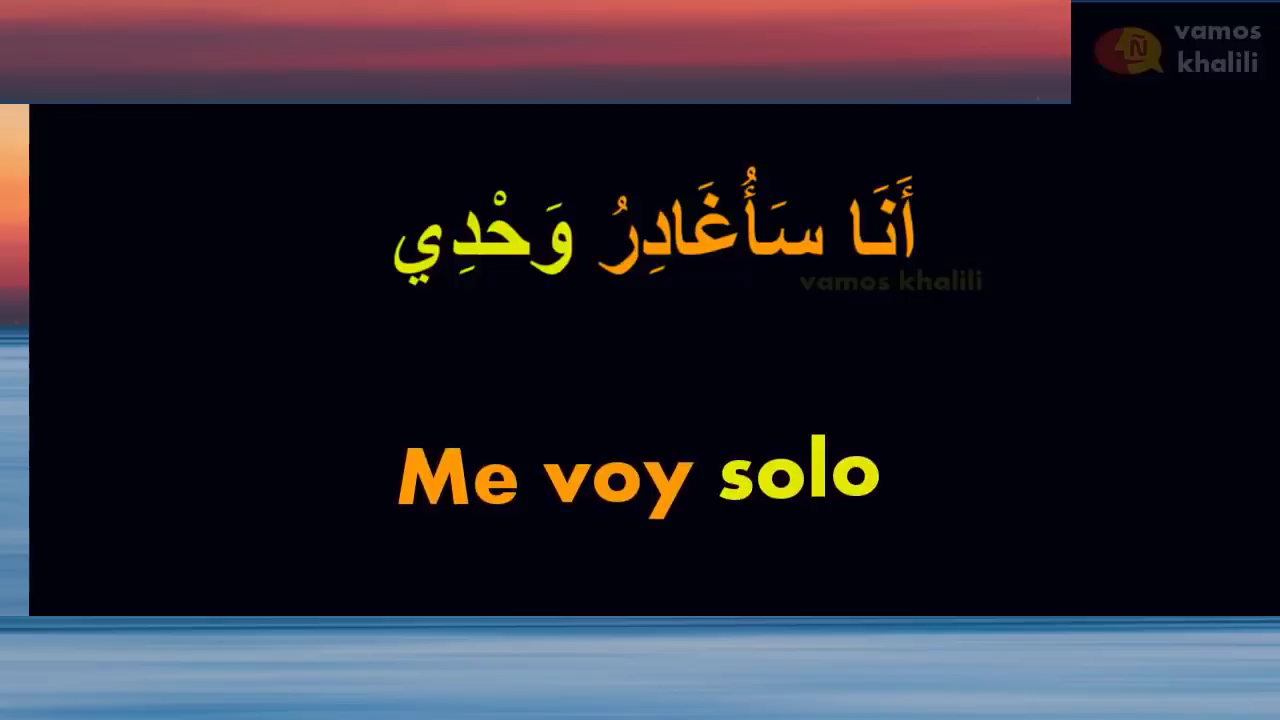 vamos
khalili
Ñ
أَنَا سَأُغَادِرُ وَحْدِي
vamos khalili
Me voy solo